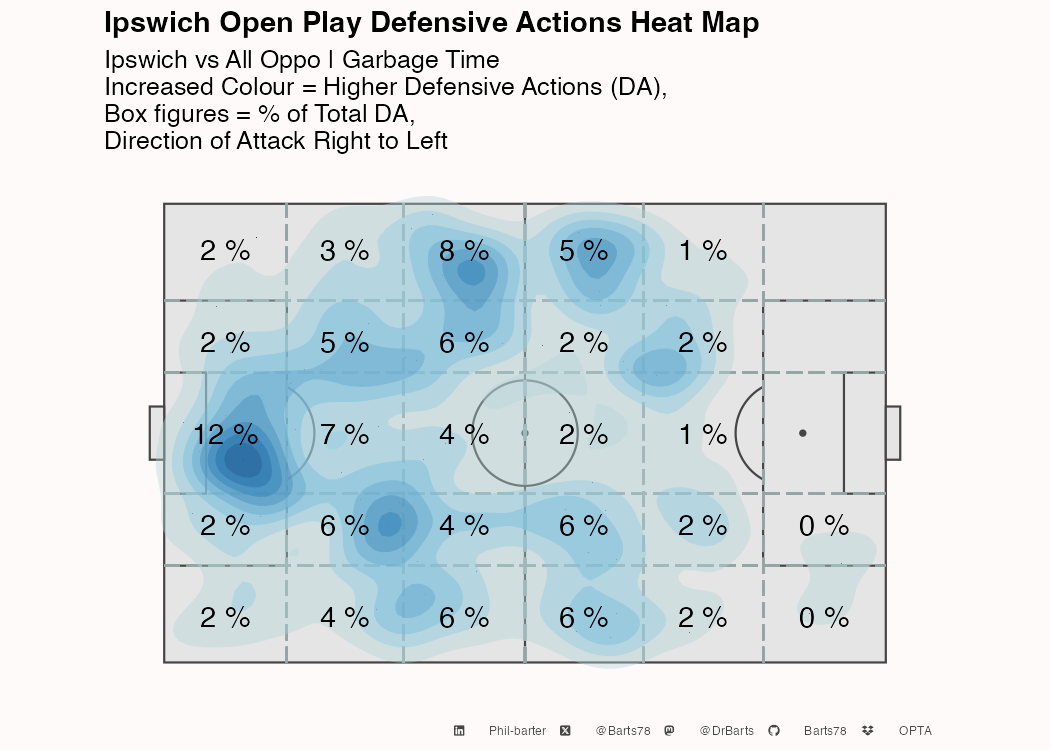 Ipswich Open Play Defensive Actions Heat Map
Ipswich vs All Oppo | Garbage Time
Increased Colour = Higher Defensive Actions (DA),
Box figures = % of Total DA,
Direction of Attack Right to Left
2 % 3 % 8 % 5 % 1 %
2 % 5 % 6 % 2 % 2 %
12 % 7 % 4 % 2 % 1 %
2 % 6 % 4 % 6 % 2 % 0 %
2 % 4 % 6 % 6 % 2 % 0 %
Phil-barter @Barts78 @DrBarts Barts78 OPTA